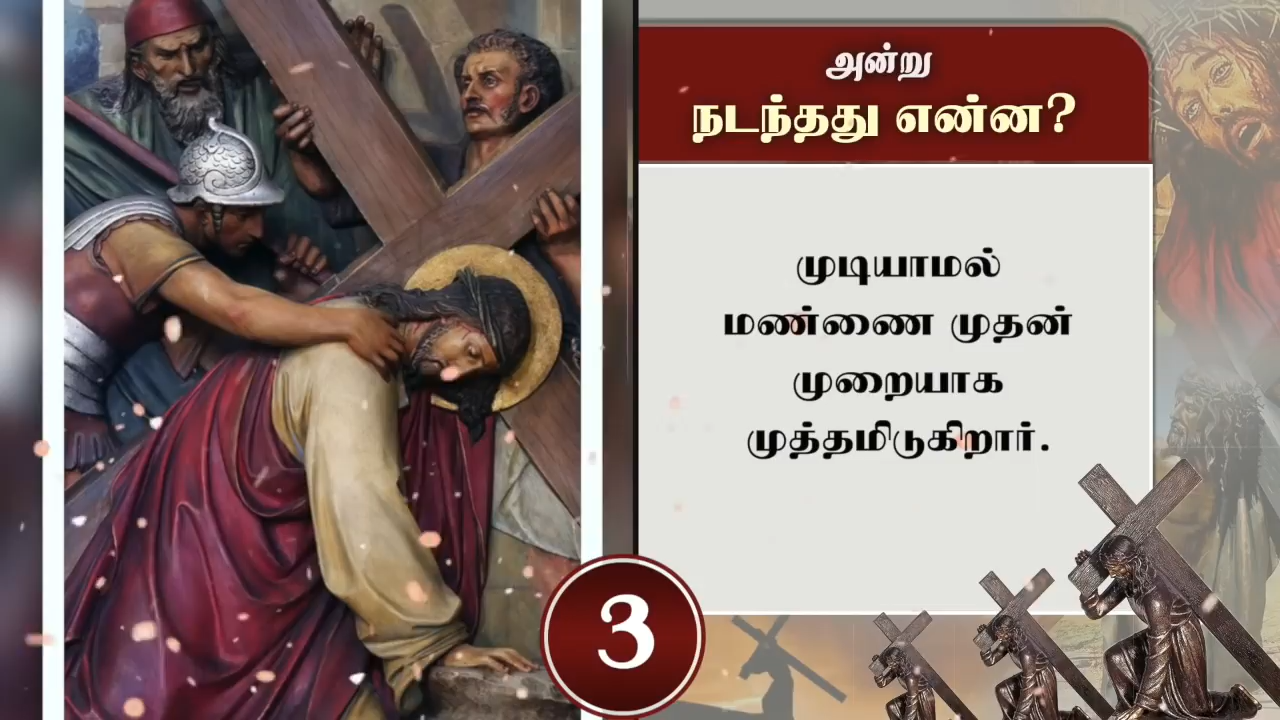 அன்று
நடந்தது என்ன?
முடியாமல்
மண்ணை முதன்
முறையாக
முத்தமிடுகிறார்.
3